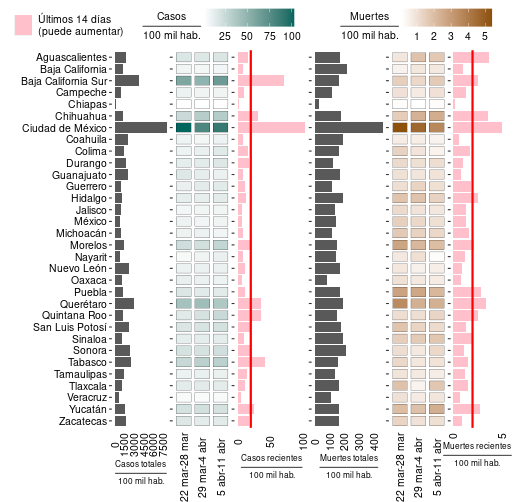 Últimos 14 días
(puede aumentar)
Casos
100 mil hab.
25 50 75 100
Muertes
100 mil hab.
1 2 3 4 5
Aguascalientes
Baja California
Baja California Sur
Campeche
Chiapas
Chihuahua
Ciudad de México
Coahuila
Colima
Durango
Guanajuato
Guerrero
Hidalgo
Jalisco
México
Michoacán
Morelos
Nayarit
Nuevo León
Oaxaca
Puebla
Querétaro
Quintana Roo
San Luis Potosí
Sinaloa
Sonora
Tabasco
Tamaulipas
Tlaxcala
Veracruz
Yucatán
Zacatecas
0 1500 3000 4500 6000 7500
Casos totales
100 mil hab.
22 mar-28 mar
29 mar-4 abr
5 abr-11 abr
0 50 100
Casos recientes
100 mil hab.
0 100 200 300 400
Muertes totales
100 mil hab.
22 mar-28 mar
29 mar-4 abr
5 abr-11 abr
0 5
Muertes recientes
100 mil hab.